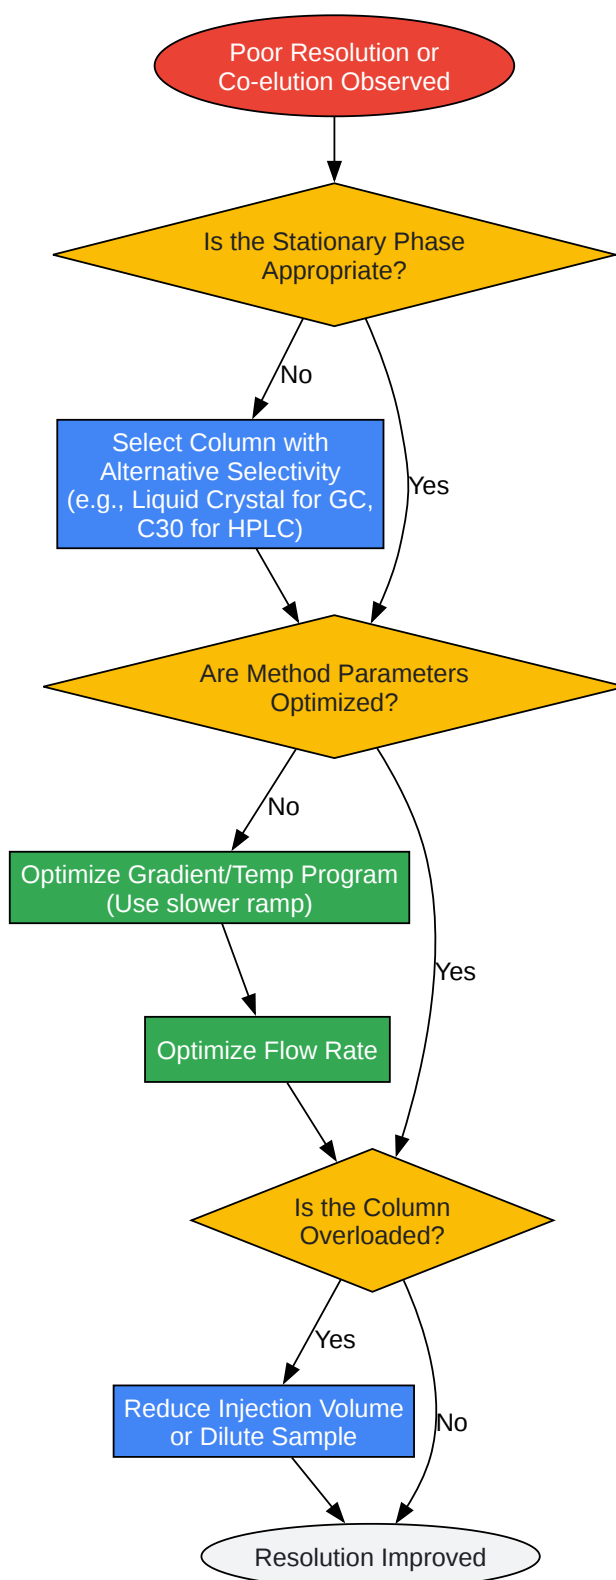 Poor Resolution or
Co-elution Observed
Is the Stationary Phase
Appropriate?
No
Select Column with
Alternative Selectivity
(e.g., Liquid Crystal for GC,
C30 for HPLC)
Yes
Are Method Parameters
Optimized?
No
Optimize Gradient/Temp Program
(Use slower ramp)
Yes
Optimize Flow Rate
Is the Column
Overloaded?
Yes
Reduce Injection Volume
or Dilute Sample
No
Resolution Improved